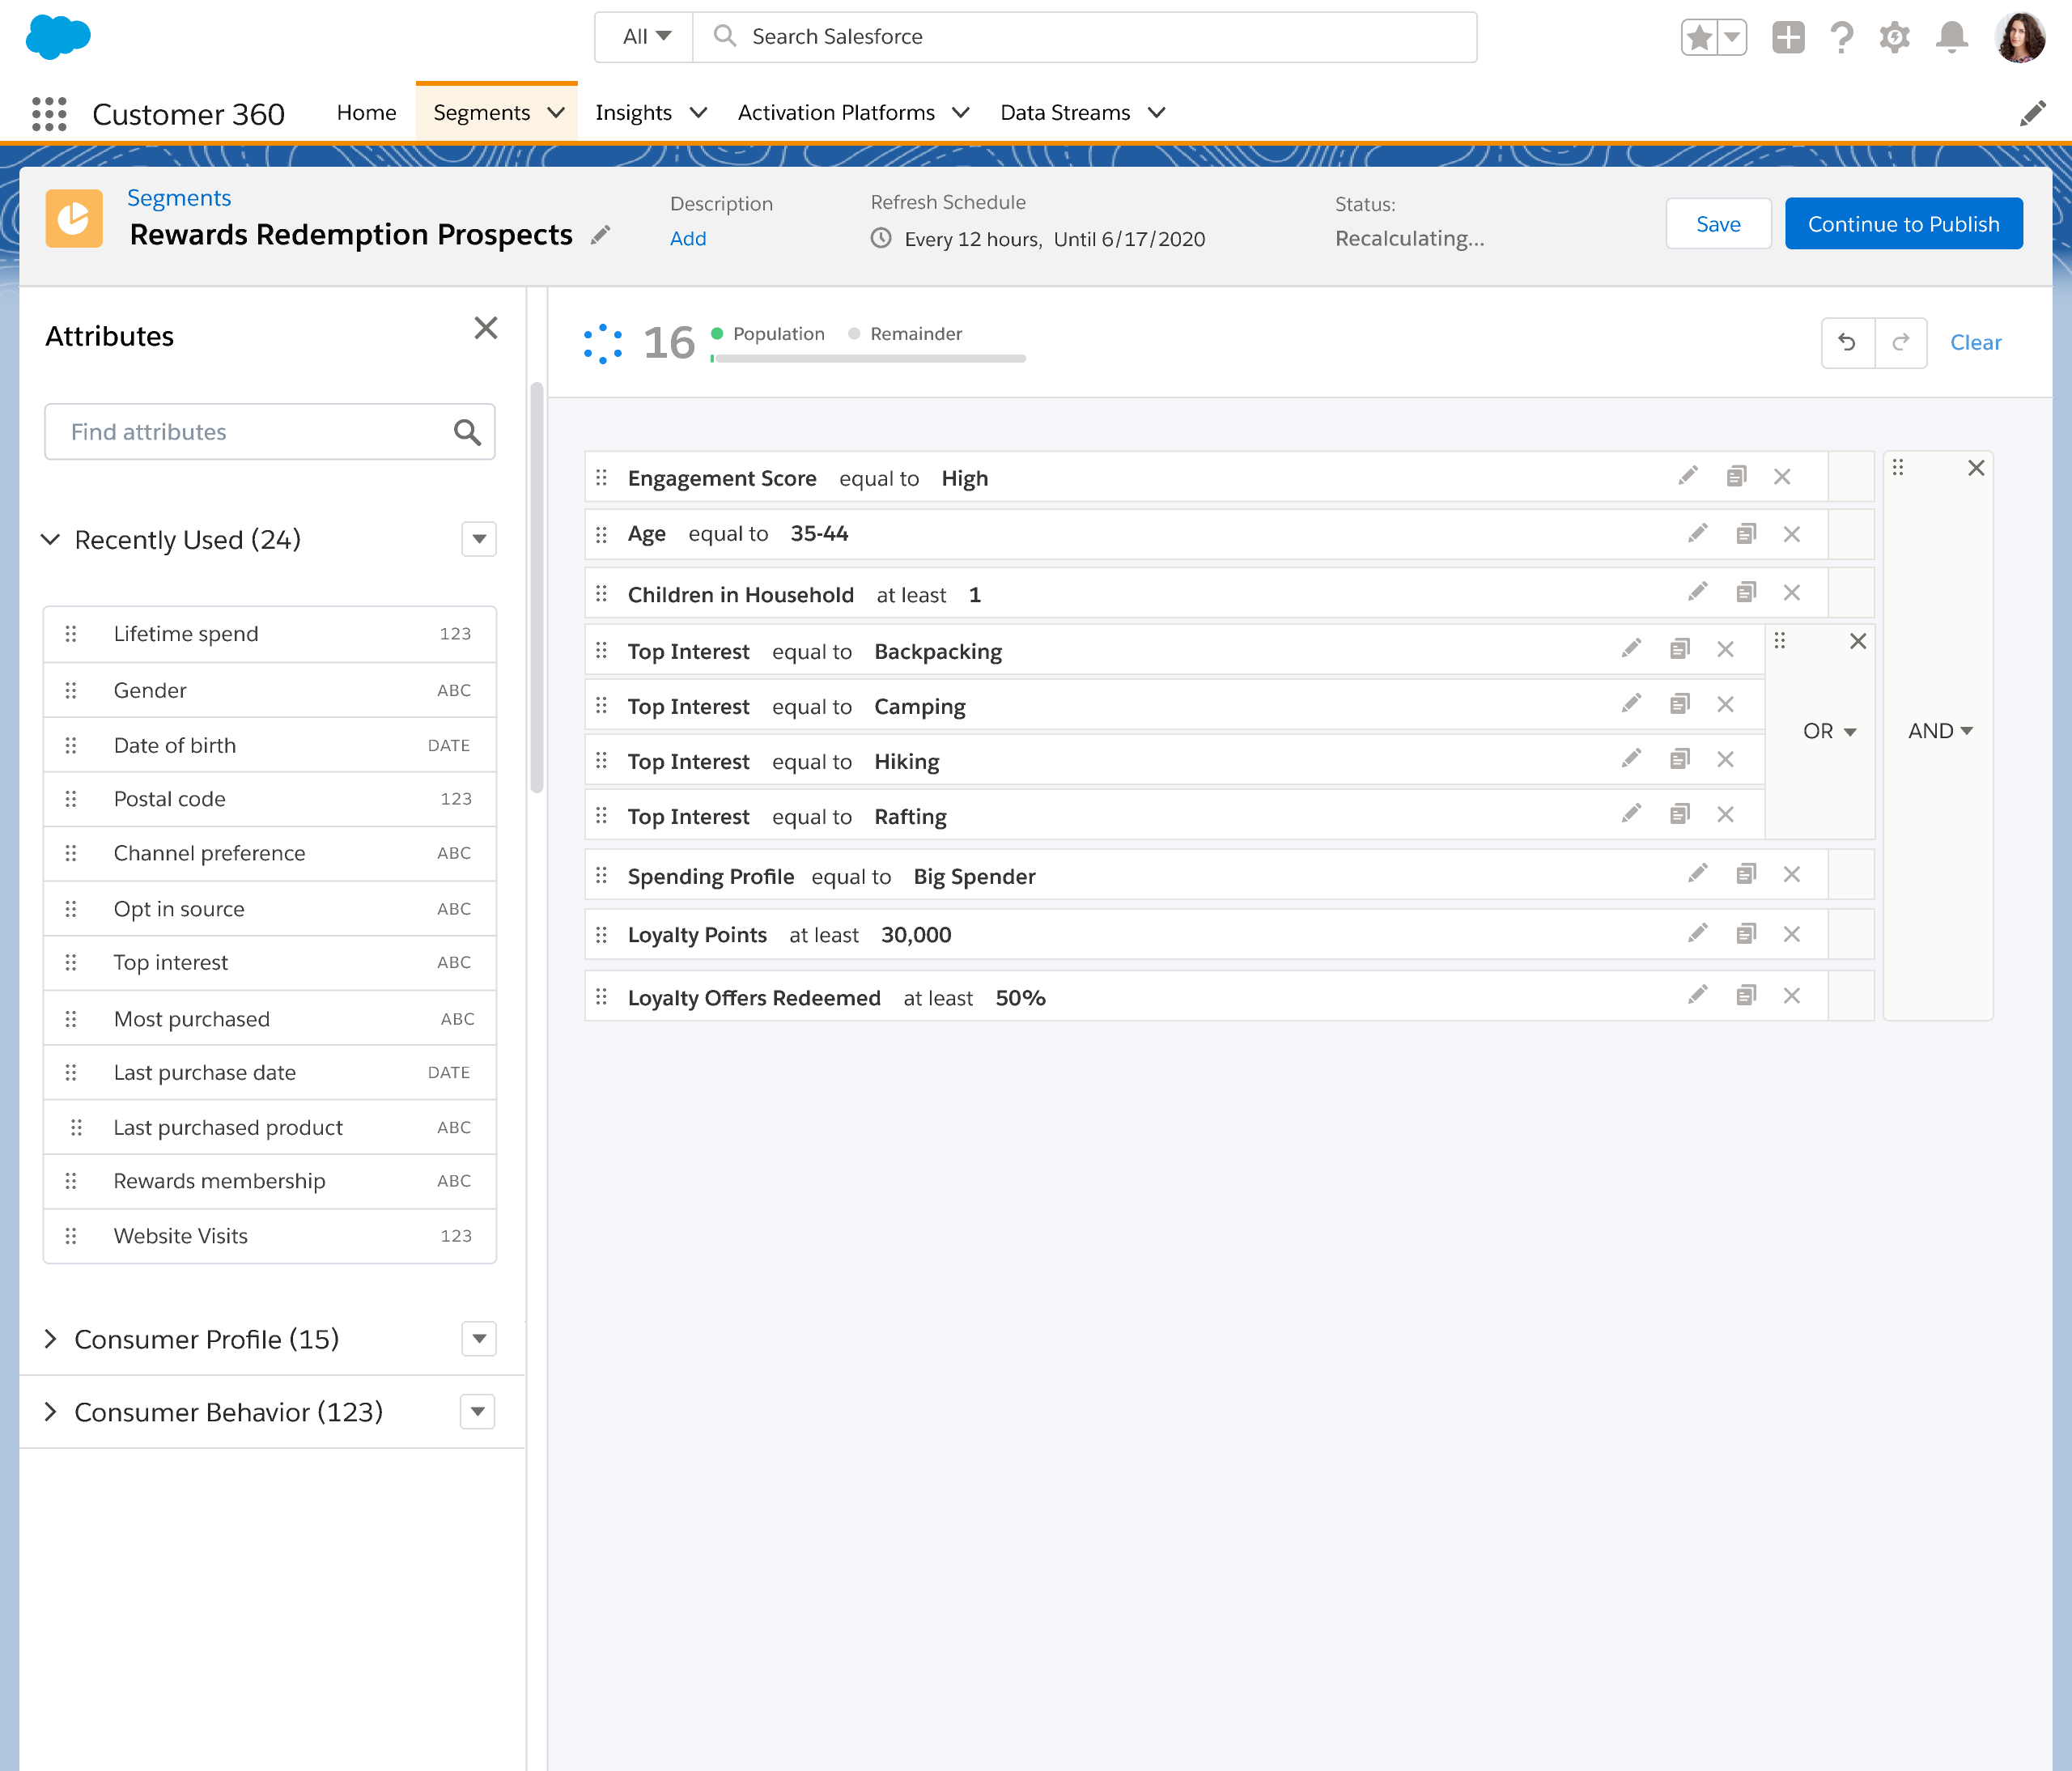 All
Search Salesforce
Customer 360
Home
Segments
Insights
Activation Platforms
Data Streams
Segments
Rewards Redemption Prospects
Description
Add
Refresh Schedule
Every 12 hours, Until 6/17/2020
Status:
Recalculating...
Save
Continue to Publish
Attributes
Find attributes
Recently Used (24)
Lifetime spend 123
Gender ABC
Date of birth DATE
Postal code 123
Channel preference ABC
Opt in source ABC
Top interest ABC
Most purchased ABC
Last purchase date DATE
Last purchased product ABC
Rewards membership ABC
Website Visits 123
Consumer Profile (15)
Consumer Behavior (123)
16
Population
Remainder
Clear
Engagement Score equal to High
Age equal to 35-44
Children in Household at least 1
Top Interest equal to Backpacking
Top Interest equal to Camping
Top Interest equal to Hiking
Top Interest equal to Rafting
OR
AND
Spending Profile equal to Big Spender
Loyalty Points at least 30,000
Loyalty Offers Redeemed at least 50%